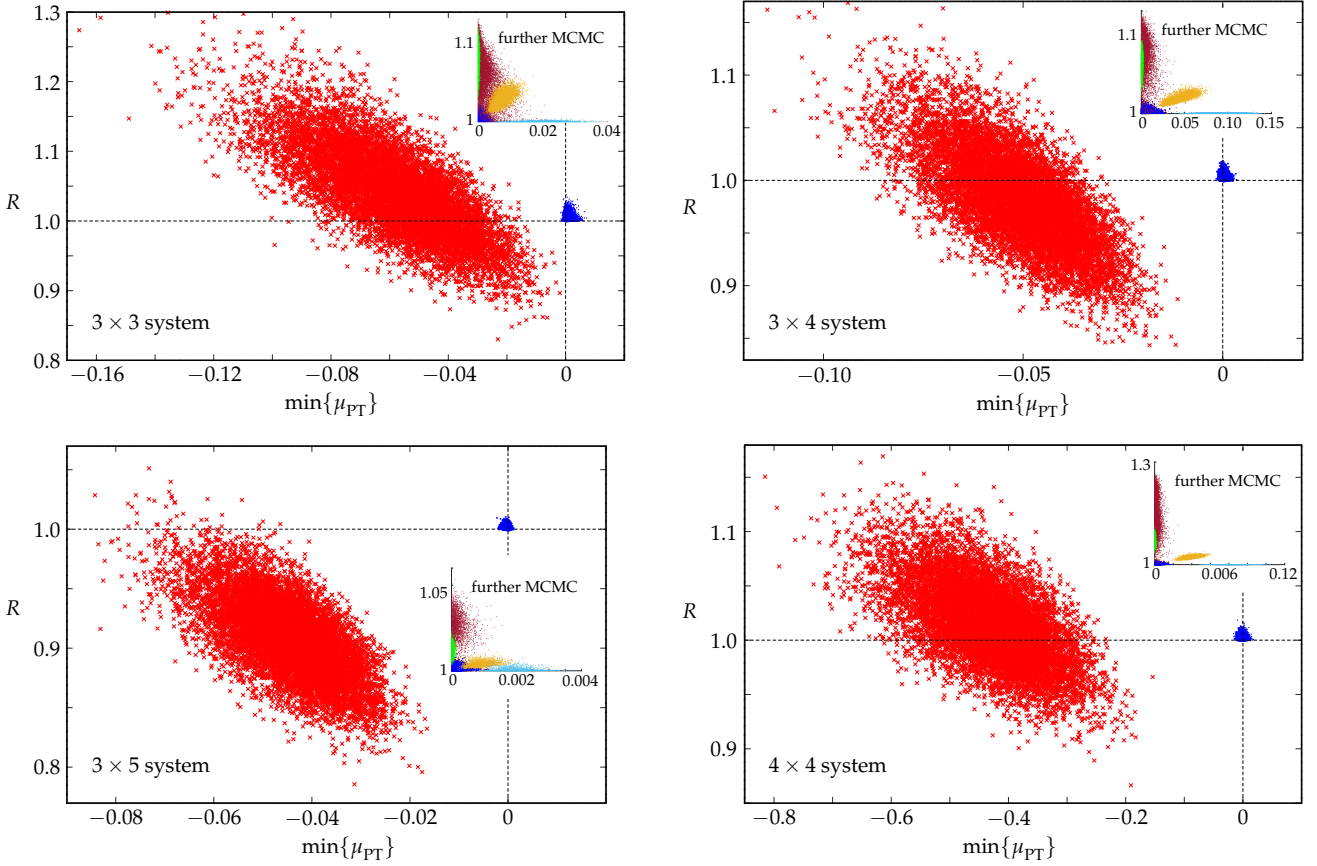 1.3
1.2
1.1
1.0
0.9
0.8
R
1.1
1
further MCMC
0 0.02 0.04
3 × 3 system
−0.16 −0.12 −0.08 −0.04 0
min{μPT}
1.1
1.0
0.9
R
1.1
1
further MCMC
0 0.05 0.10 0.15
3 × 4 system
−0.10 −0.05 0
min{μPT}
1.0
0.9
0.8
R
1.05
1
further MCMC
0 0.002 0.004
3 × 5 system
−0.08 −0.06 −0.04 −0.02 0
min{μPT}
1.1
1.0
0.9
R
1.3
1
further MCMC
0 0.006 0.12
4 × 4 system
−0.8 −0.6 −0.4 −0.2 0
min{μPT}